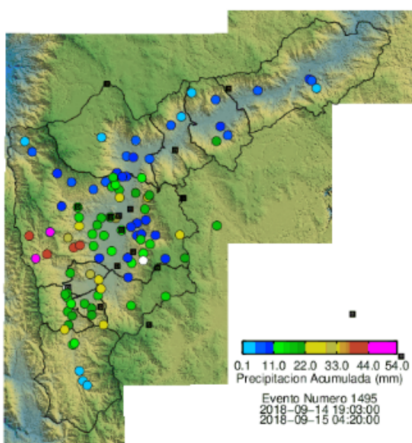 0.1 11.0 22.0 33.0 44.0 54.0
Precipitacion Acumulada (mm)
Evento Numero 1495
2018-09-14 19:03:00
2018-09-15 04:20:00